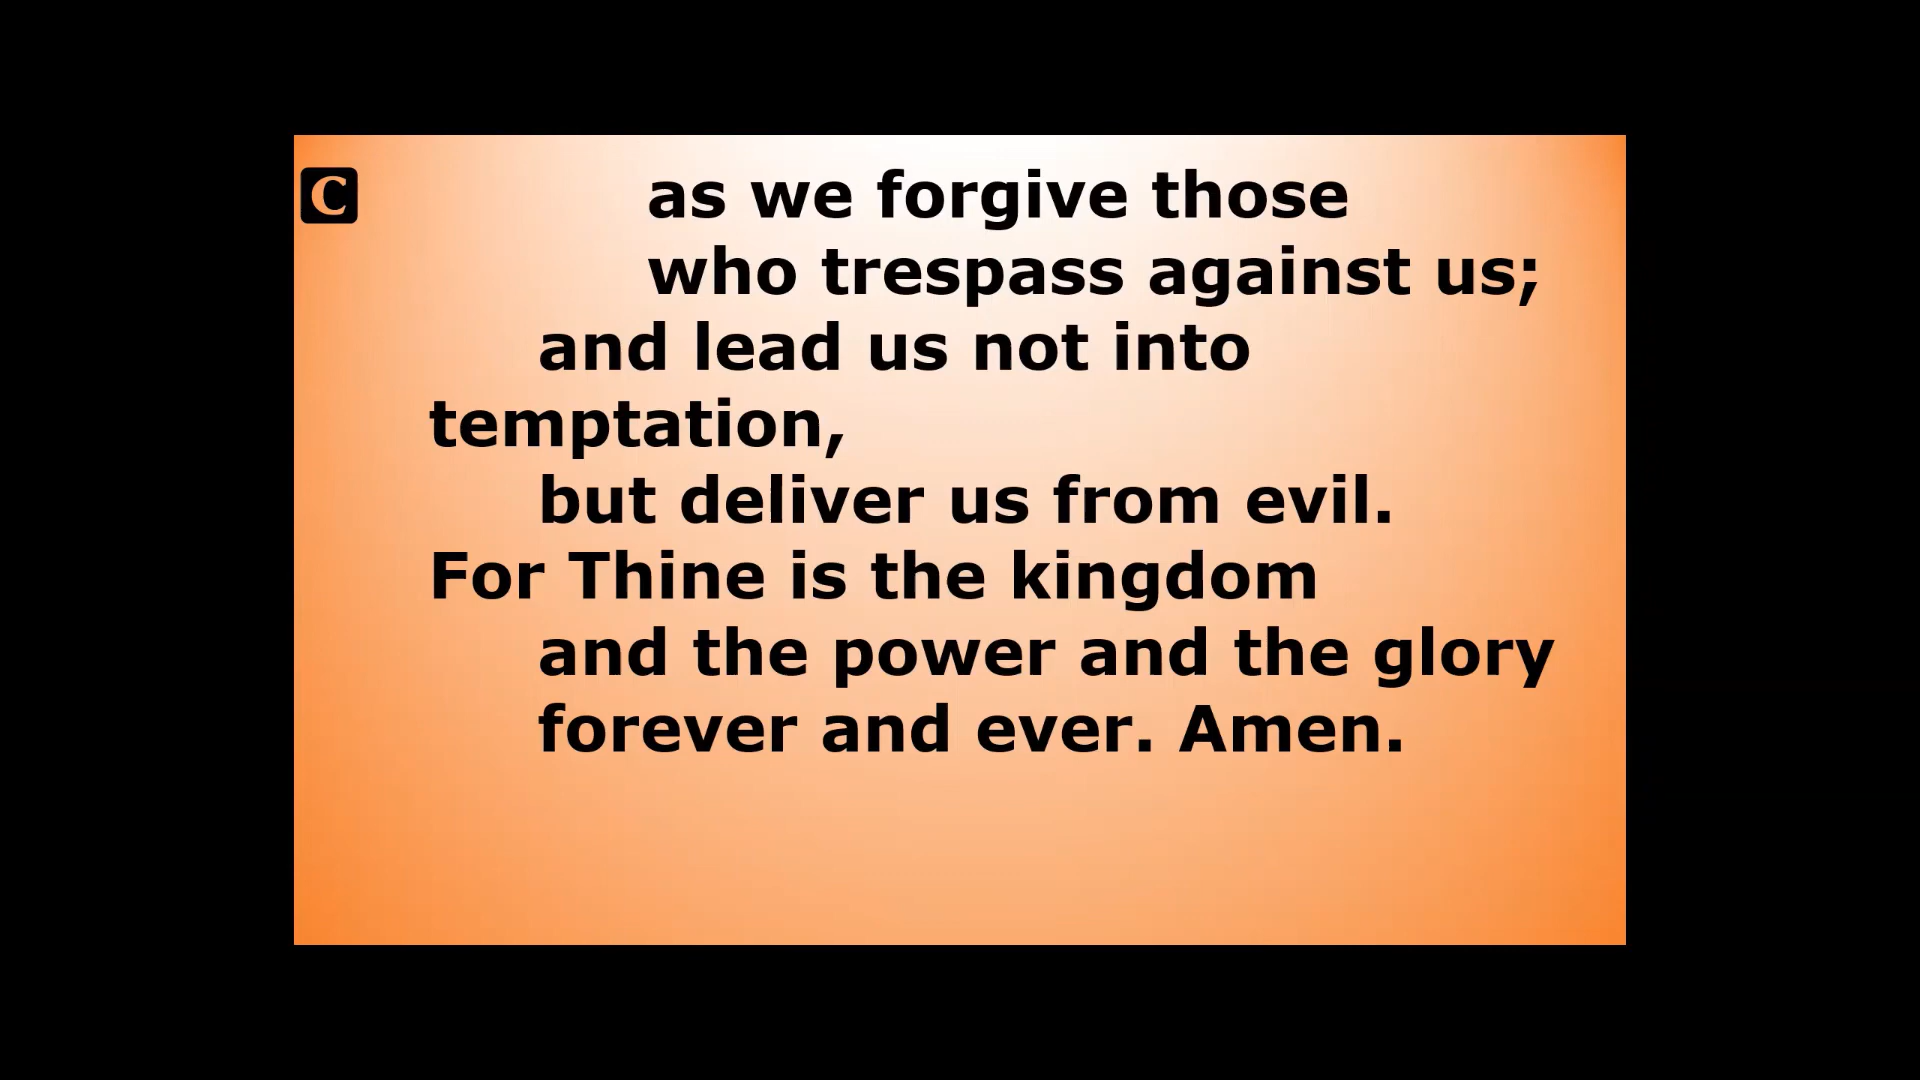 C as we forgive those
who trespass against us;
and lead us not into
temptation,
but deliver us from evil.
For Thine is the kingdom
and the power and the glory
forever and ever. Amen.